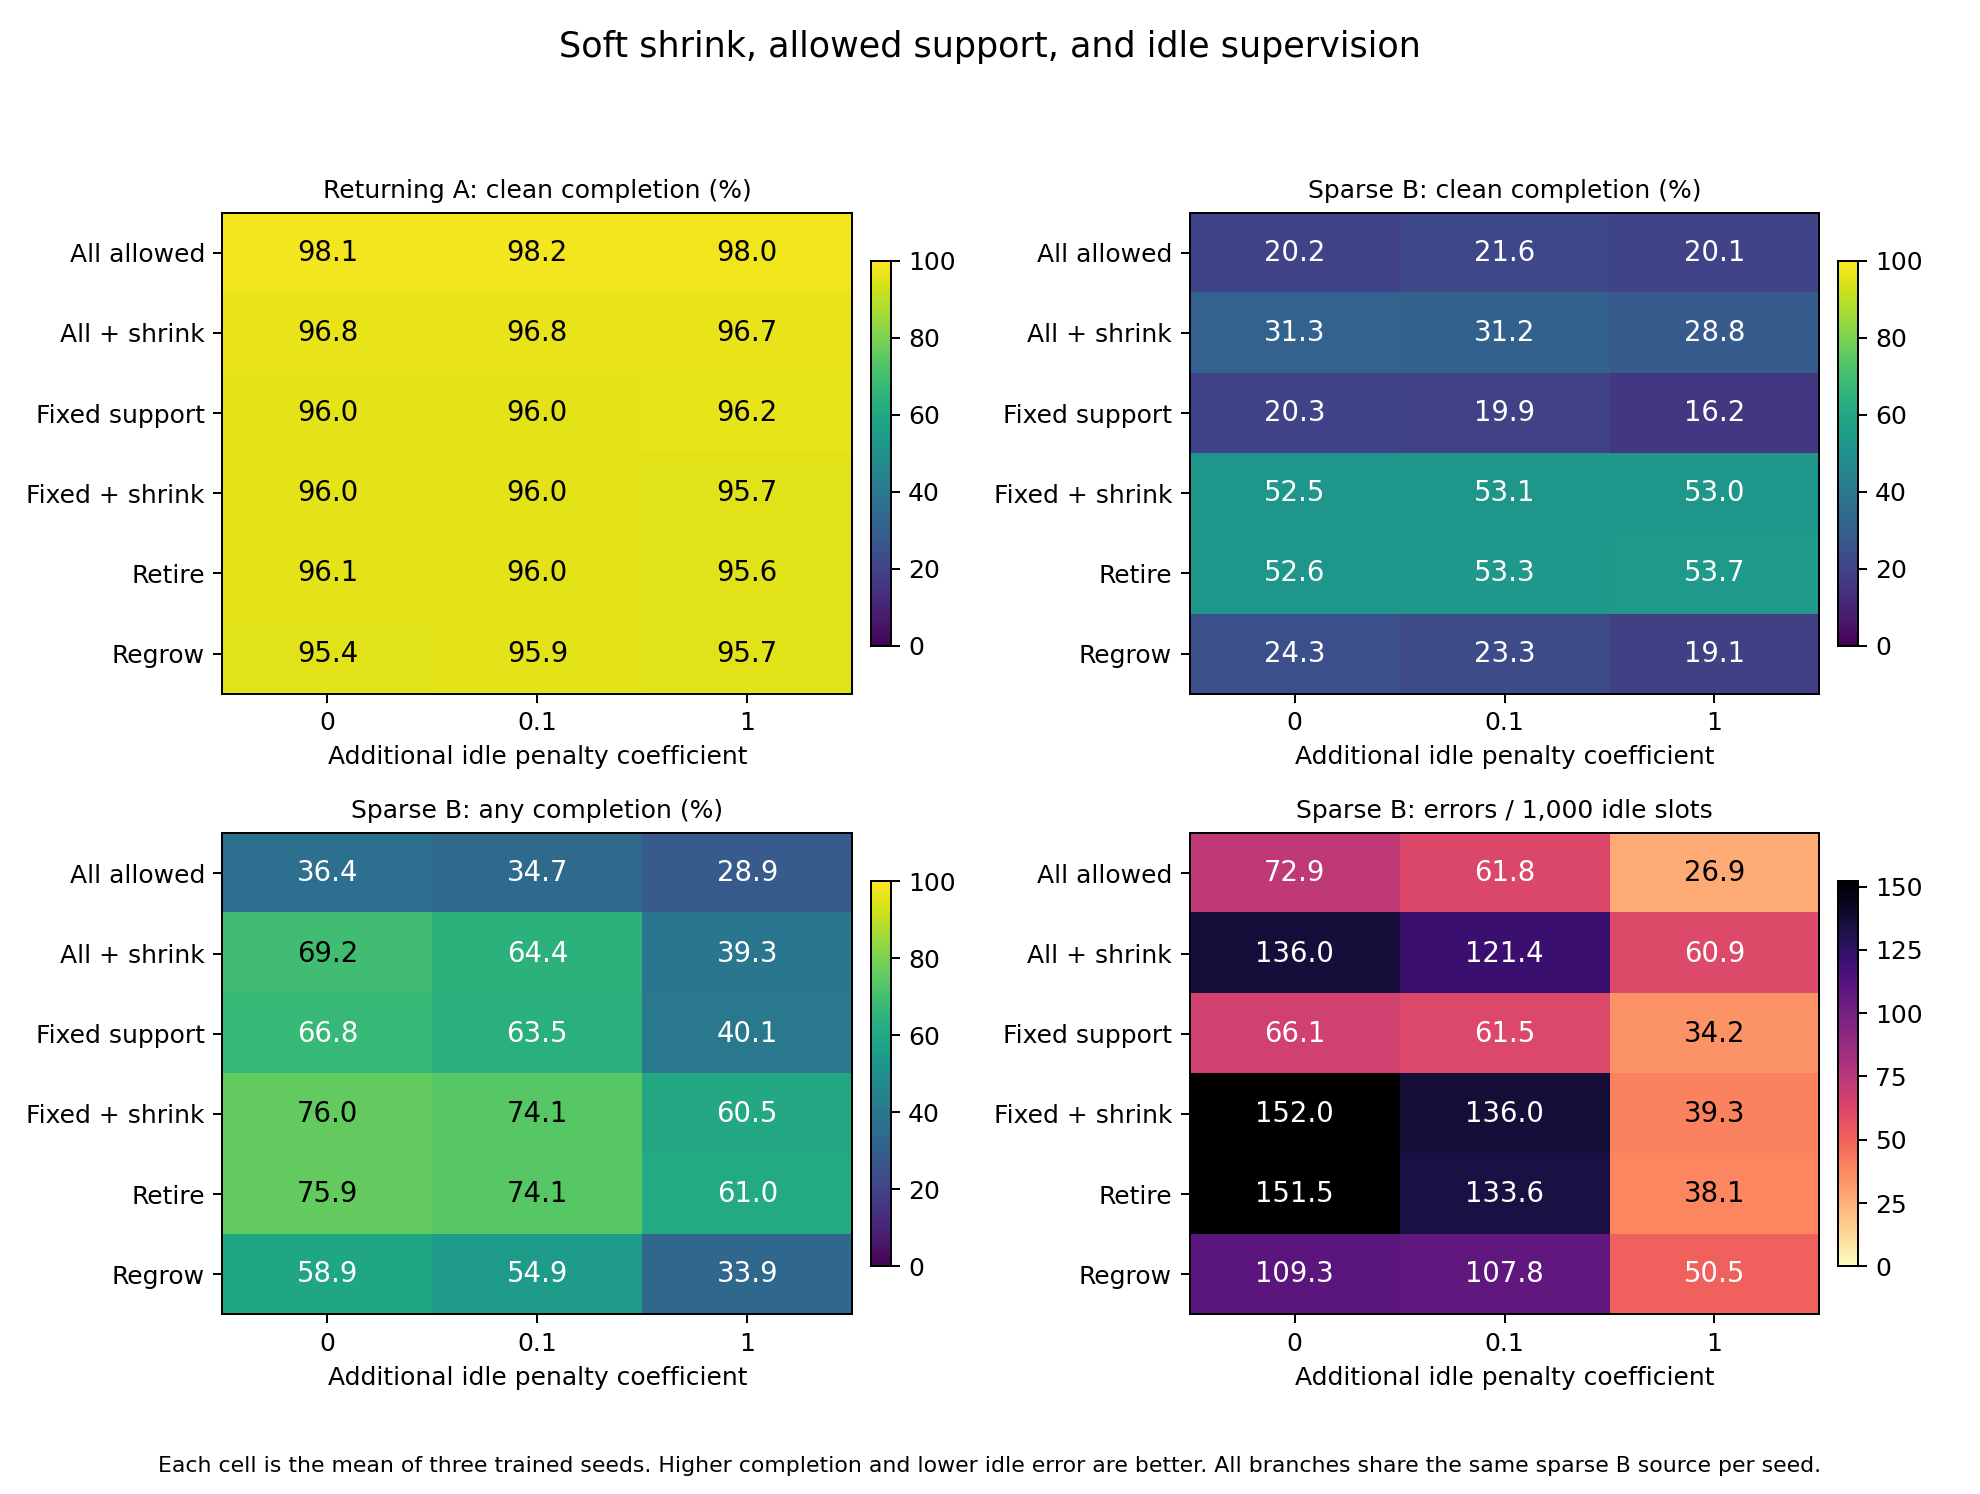 Soft shrink, allowed support, and idle supervision
Returning A: clean completion (%)
All allowed 98.1 98.2 98.0
All + shrink 96.8 96.8 96.7
Fixed support 96.0 96.0 96.2
Fixed + shrink 96.0 96.0 95.7
Retire 96.1 96.0 95.6
Regrow 95.4 95.9 95.7
0 0.1 1
Additional idle penalty coefficient
100
80
60
40
20
0
Sparse B: clean completion (%)
All allowed 20.2 21.6 20.1
All + shrink 31.3 31.2 28.8
Fixed support 20.3 19.9 16.2
Fixed + shrink 52.5 53.1 53.0
Retire 52.6 53.3 53.7
Regrow 24.3 23.3 19.1
0 0.1 1
Additional idle penalty coefficient
100
80
60
40
20
0
Sparse B: any completion (%)
All allowed 36.4 34.7 28.9
All + shrink 69.2 64.4 39.3
Fixed support 66.8 63.5 40.1
Fixed + shrink 76.0 74.1 60.5
Retire 75.9 74.1 61.0
Regrow 58.9 54.9 33.9
0 0.1 1
Additional idle penalty coefficient
100
80
60
40
20
0
Sparse B: errors / 1,000 idle slots
All allowed 72.9 61.8 26.9
All + shrink 136.0 121.4 60.9
Fixed support 66.1 61.5 34.2
Fixed + shrink 152.0 136.0 39.3
Retire 151.5 133.6 38.1
Regrow 109.3 107.8 50.5
0 0.1 1
Additional idle penalty coefficient
150
125
100
75
50
25
0
Each cell is the mean of three trained seeds. Higher completion and lower idle error are better. All branches share the same sparse B source per seed.